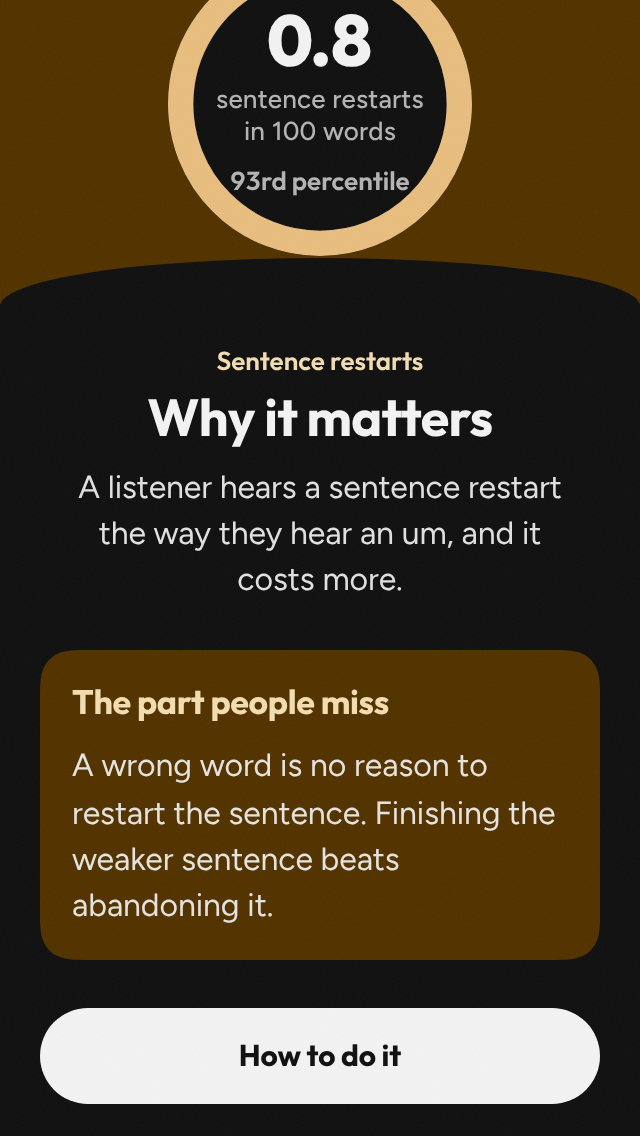 0.8
sentence restarts
in 100 words
93rd percentile
Sentence restarts
Why it matters
A listener hears a sentence restart
the way they hear an um, and it
costs more.
The part people miss
A wrong word is no reason to
restart the sentence. Finishing the
weaker sentence beats
abandoning it.
How to do it